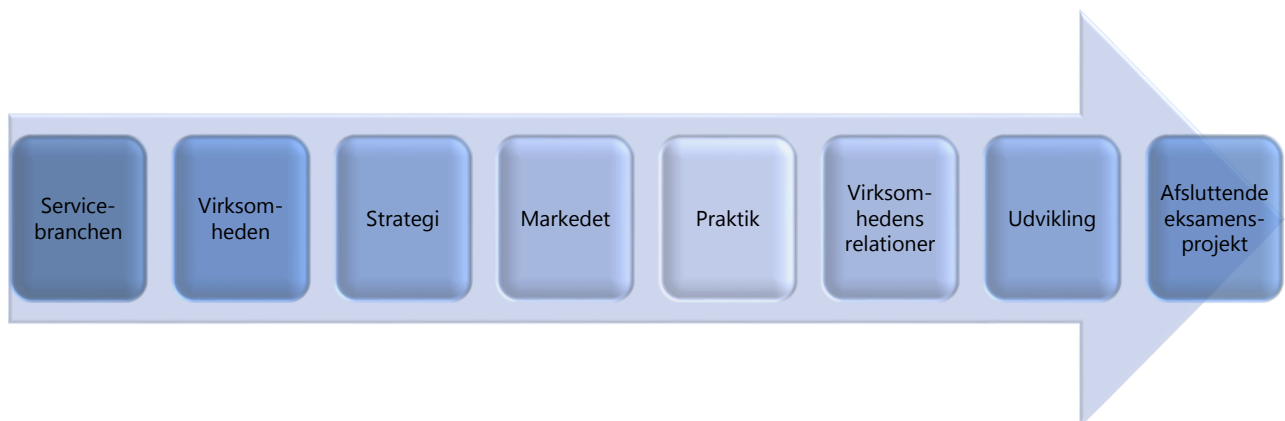 Service-
branchen
Virksom-
heden
Strategi
Markedet
Praktik
Virksom-
hedens
relationer
Udvikling
Afsluttende
eksamens-
projekt